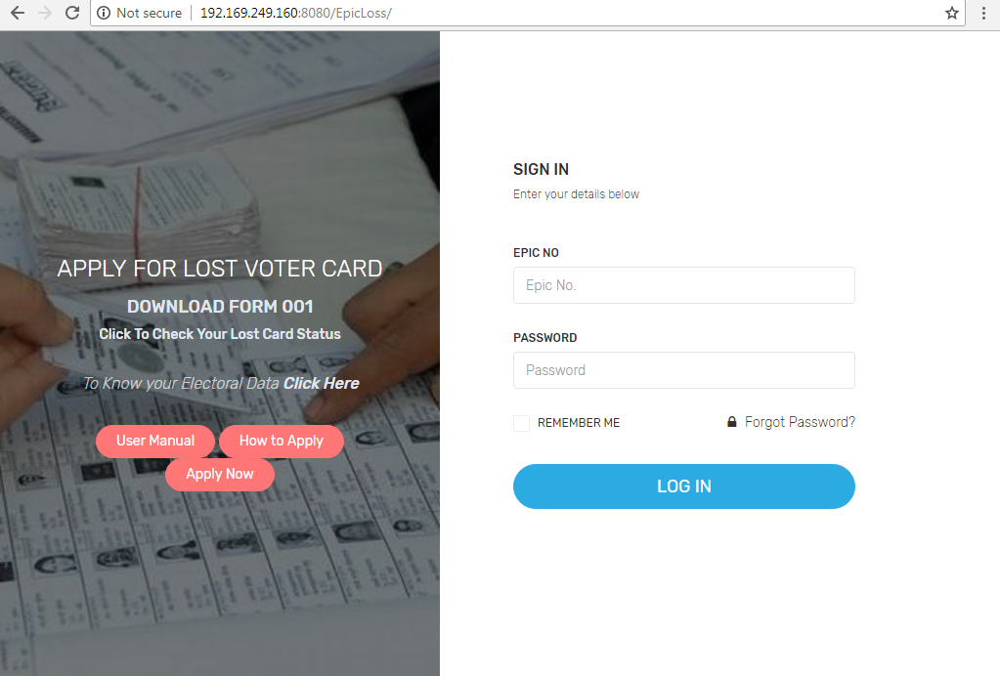 Not secure | 192.169.249.160:8080/EpicLoss/
APPLY FOR LOST VOTER CARD
DOWNLOAD FORM 001
Click To Check Your Lost Card Status
To Know your Electoral Data Click Here
User Manual
How to Apply
Apply Now
SIGN IN
Enter your details below
EPIC NO
Epic No.
PASSWORD
Password
REMEMBER ME
Forgot Password?
LOG IN